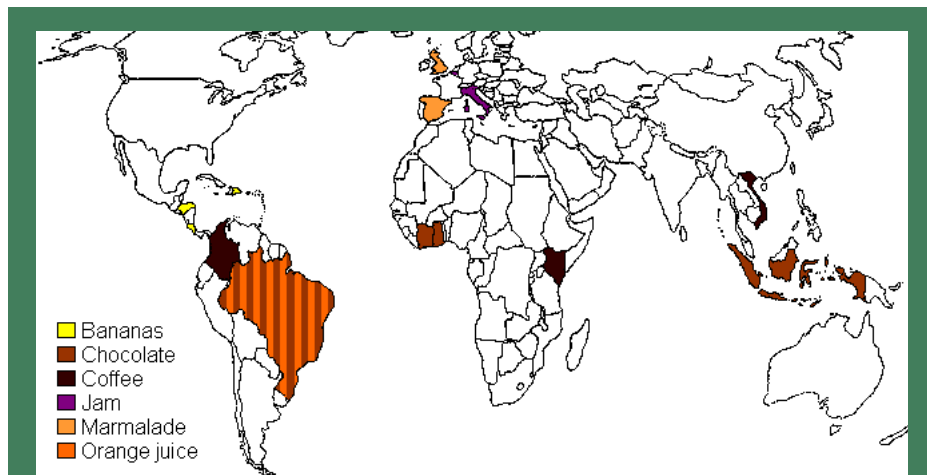 Bananas
Chocolate
Coffee
Jam
Marmalade
Orange juice